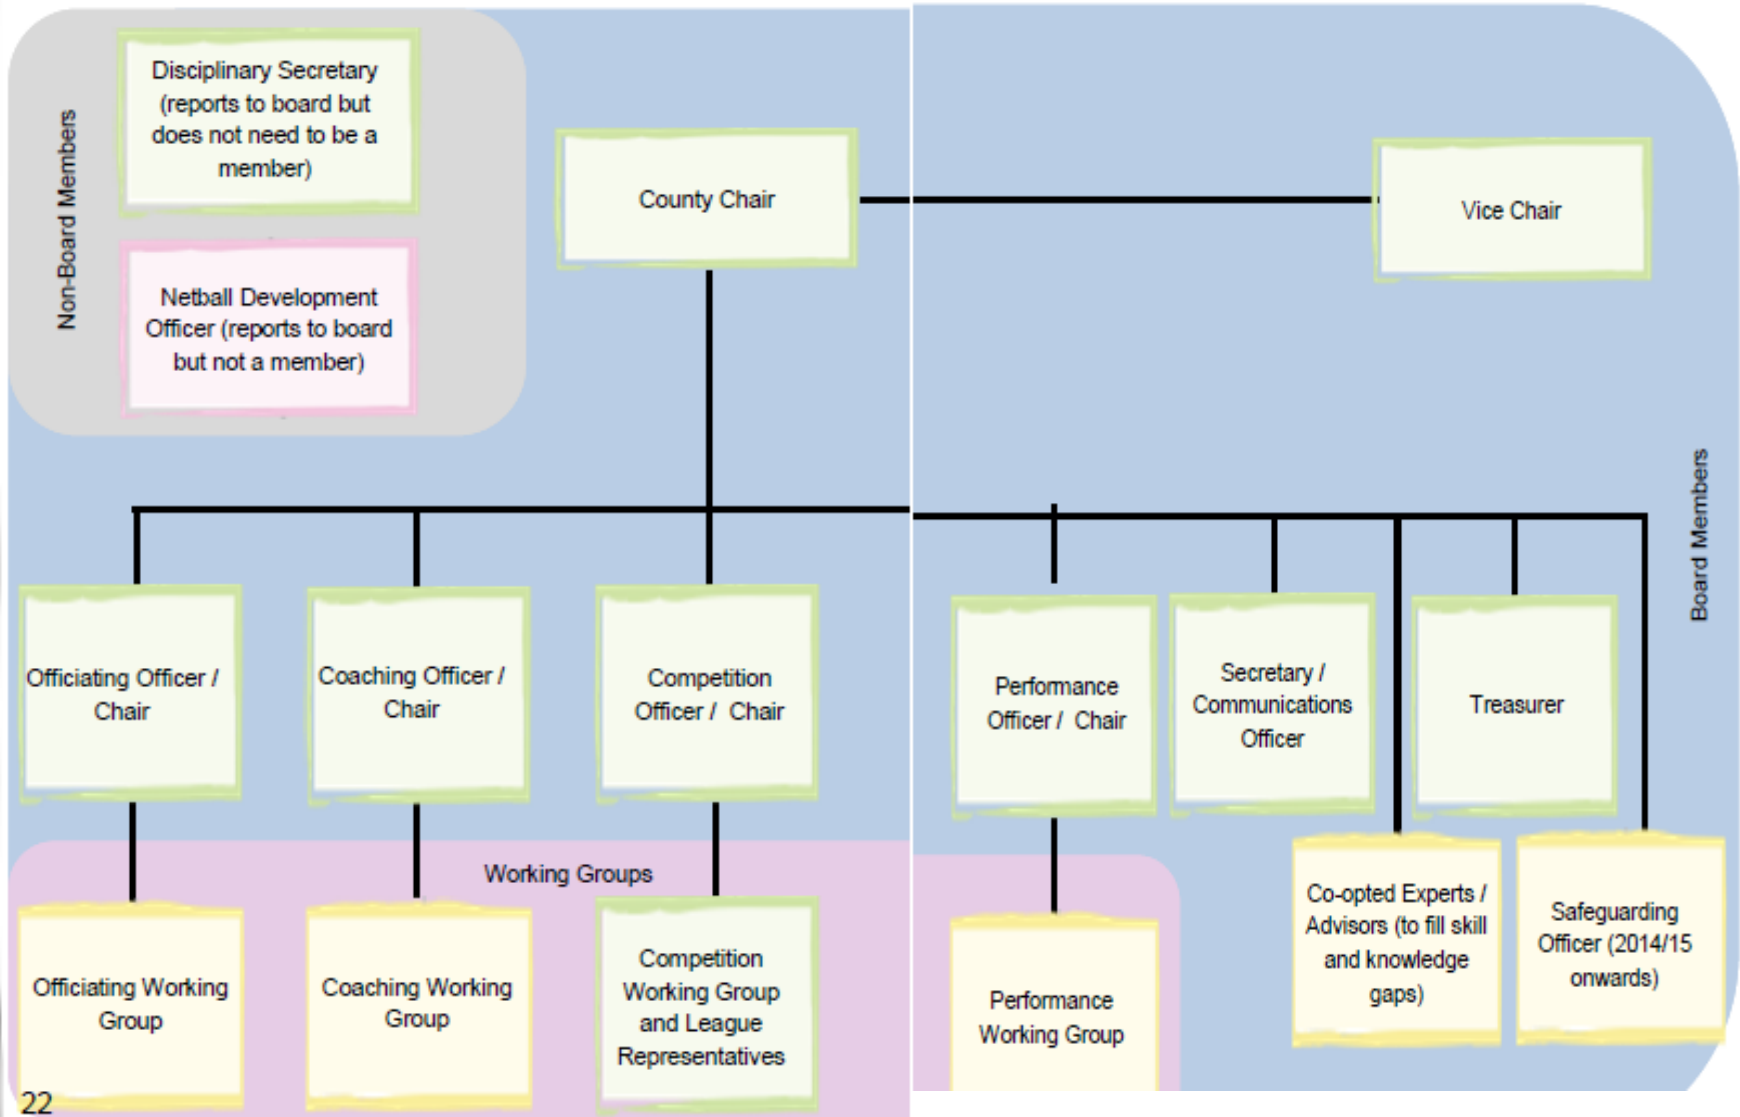 Non-Board Members
Disciplinary Secretary
(reports to board but
does not need to be a
member)
Netball Development
Officer (reports to board
but not a member)
County Chair
Vice Chair
Board Members
Officiating Officer /
Chair
Coaching Officer /
Chair
Competition
Officer / Chair
Performance
Officer / Chair
Secretary /
Communications
Officer
Treasurer
Working Groups
Officiating Working
Group
Coaching Working
Group
Competition
Working Group
and League
Representatives
Performance
Working Group
Co-opted Experts /
Advisors (to fill skill
and knowledge
gaps)
Safeguarding
Officer (2014/15
onwards)
22